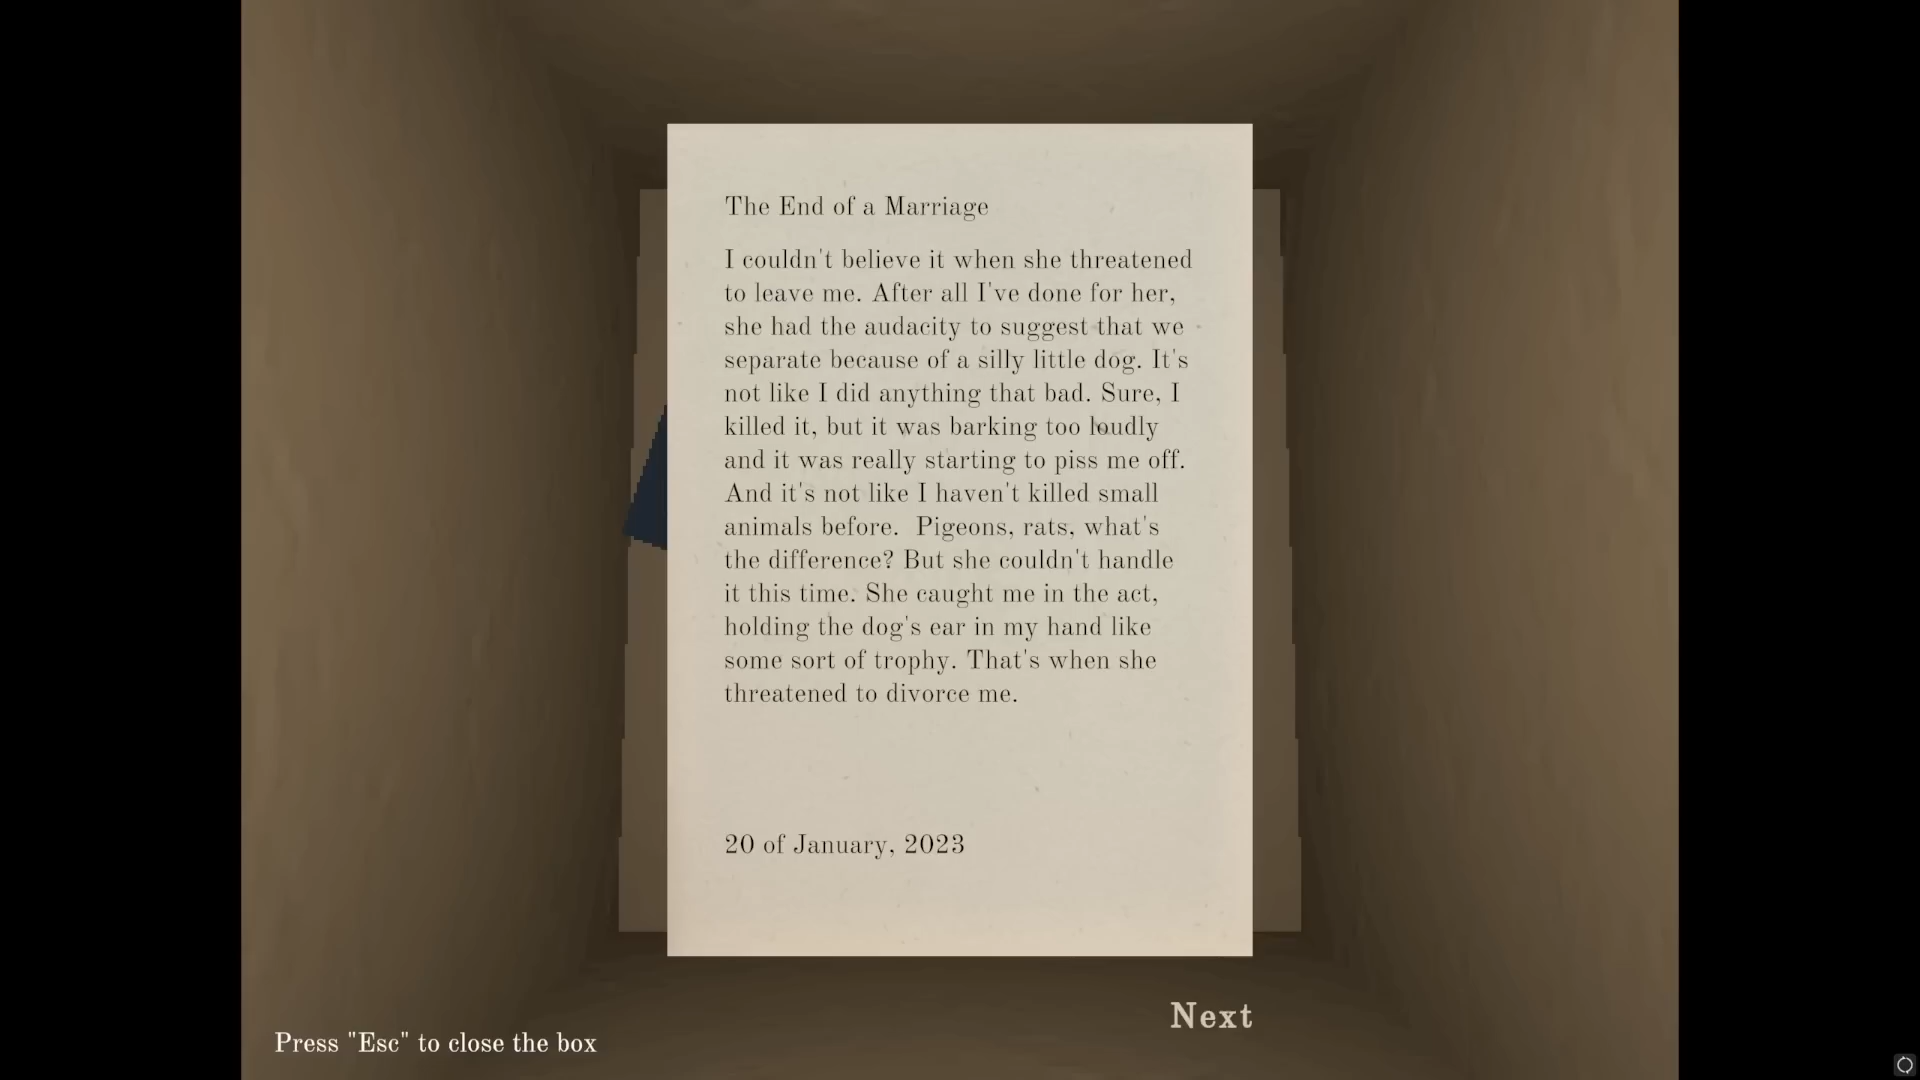 The End of a Marriage
I couldn't believe it when she threatened
to leave me. After all I've done for her,
she had the audacity to suggest that we
separate because of a silly little dog. It's
not like I did anything that bad. Sure, I
killed it, but it was barking too loudly
and it was really starting to piss me off.
And it's not like I haven't killed small
animals before.  Pigeons, rats, what's
the difference? But she couldn't handle
it this time. She caught me in the act,
holding the dog's ear in my hand like
some sort of trophy. That's when she
threatened to divorce me.
20 of January, 2023
Next
Press "Esc" to close the box